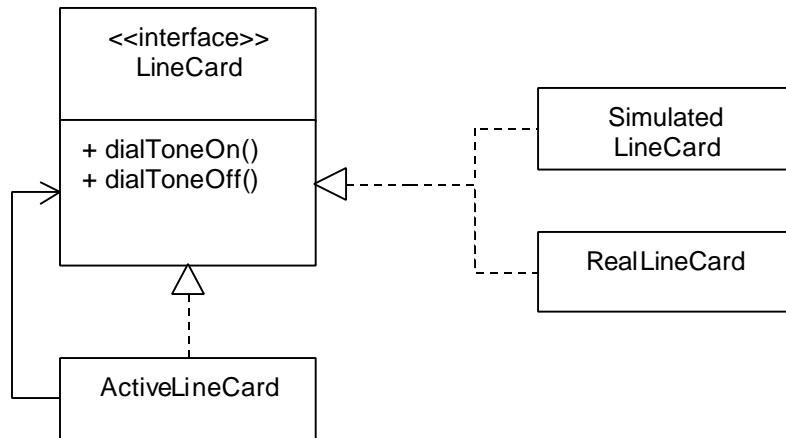 <<interface>>
LineCard
+ dialToneOn()
+ dialToneOff()
Simulated
LineCard
RealLineCard
ActiveLineCard